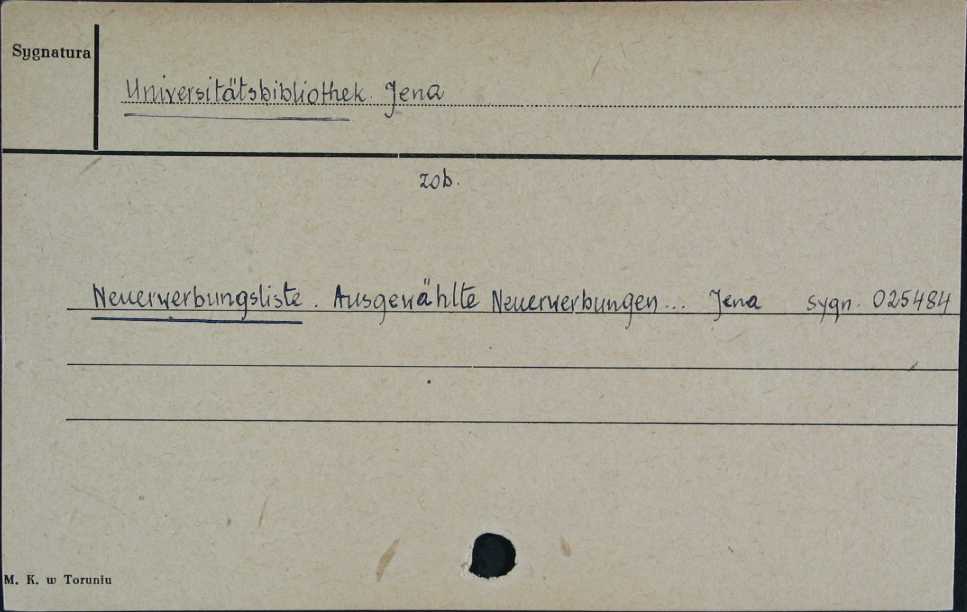 Sygnatura
Universitätsbibliothek. Jena
zob.
Neuerwerbungsliste. Ausgewählte Neuerwerbungen... Jena sygn. 025484
M. K. w Toruniu